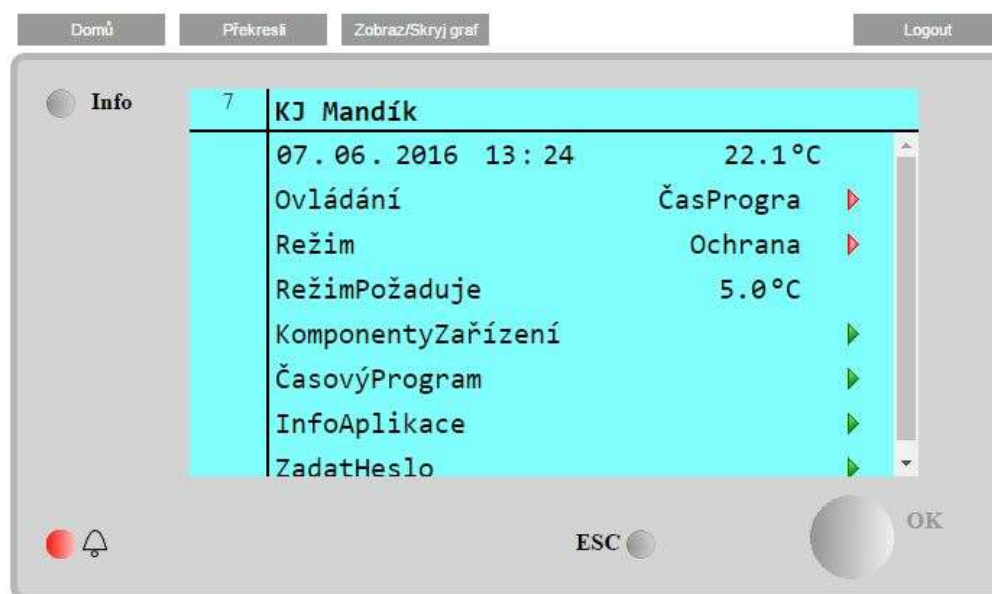 Domů Překresli Zobraz/Skryj graf Logout
Info
7 KJ Mandík
07.06.2016 13:24 22.1°C
Ovládání ČasProgra
Režim Ochrana
RežimPožaduje 5.0°C
KomponentyZařízení
ČasovýProgram
InfoAplikace
ZadatHeslo
ESC OK